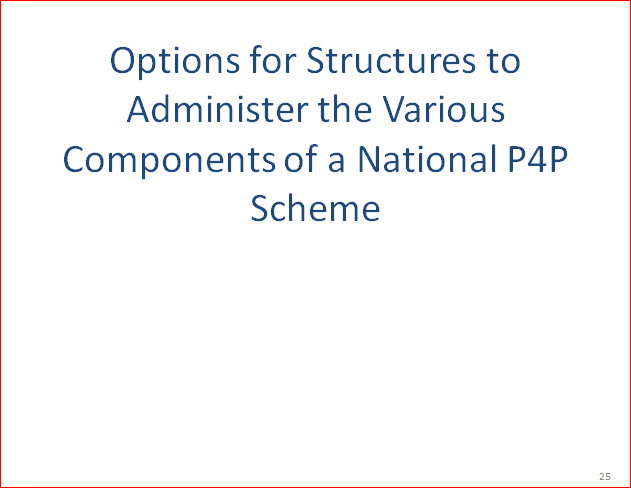 Options for Structures to
Administer the Various
Components of a National P4P
Scheme
25